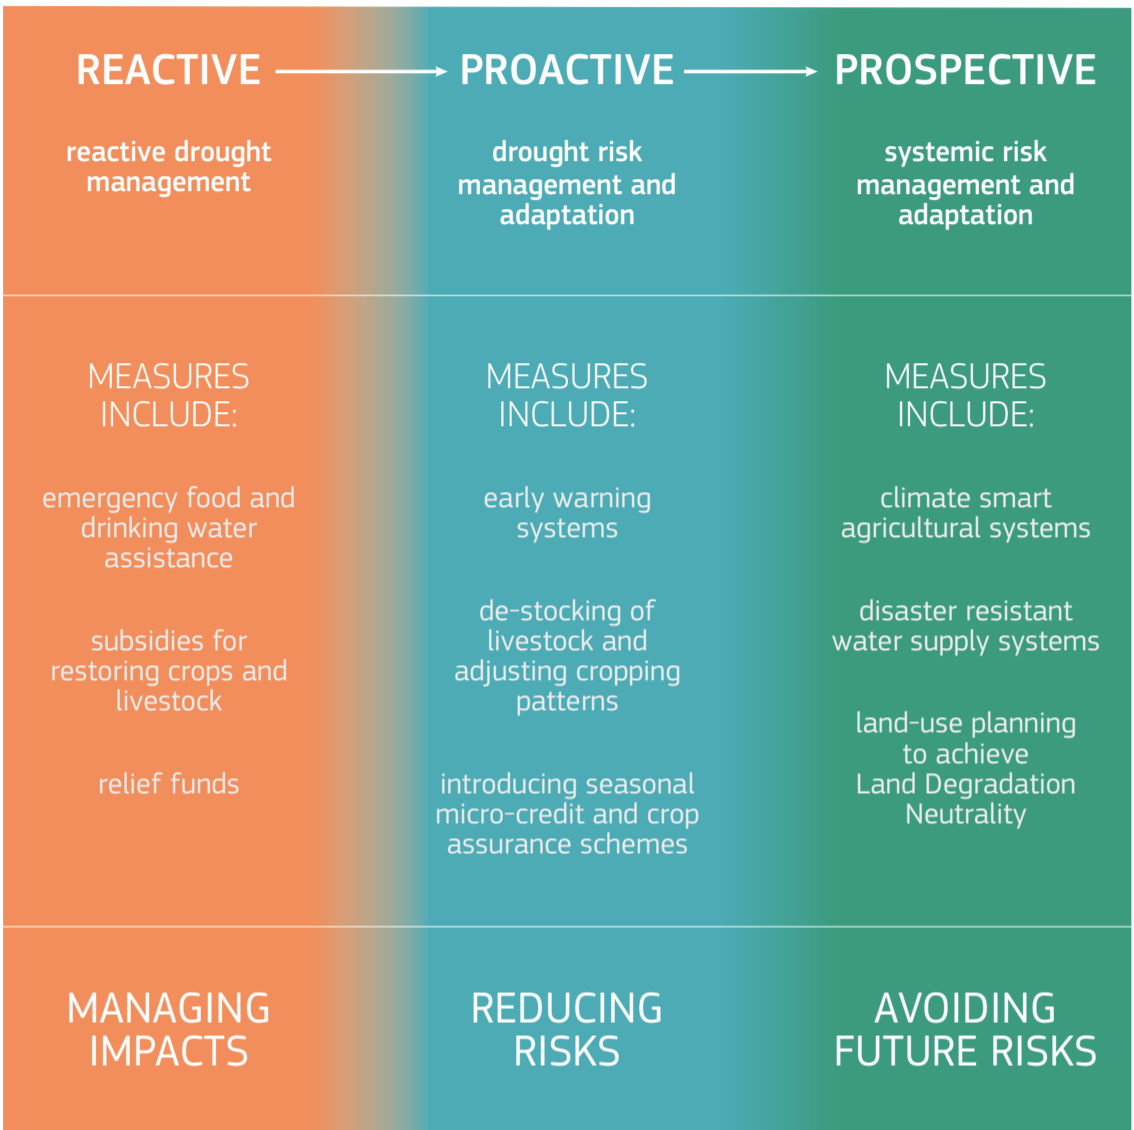 REACTIVE
PROACTIVE
PROSPECTIVE
reactive drought
management
drought risk
management and
adaptation
systemic risk
management and
adaptation
MEASURES
INCLUDE:
emergency food and
drinking water
assistance
subsidies for
restoring crops and
livestock
relief funds
MEASURES
INCLUDE:
early warning
systems
de-stocking of
livestock and
adjusting cropping
patterns
introducing seasonal
micro-credit and crop
assurance schemes
MEASURES
INCLUDE:
climate smart
agricultural systems
disaster resistant
water supply systems
land-use planning
to achieve
Land Degradation
Neutrality
MANAGING
IMPACTS
REDUCING
RISKS
AVOIDING
FUTURE RISKS